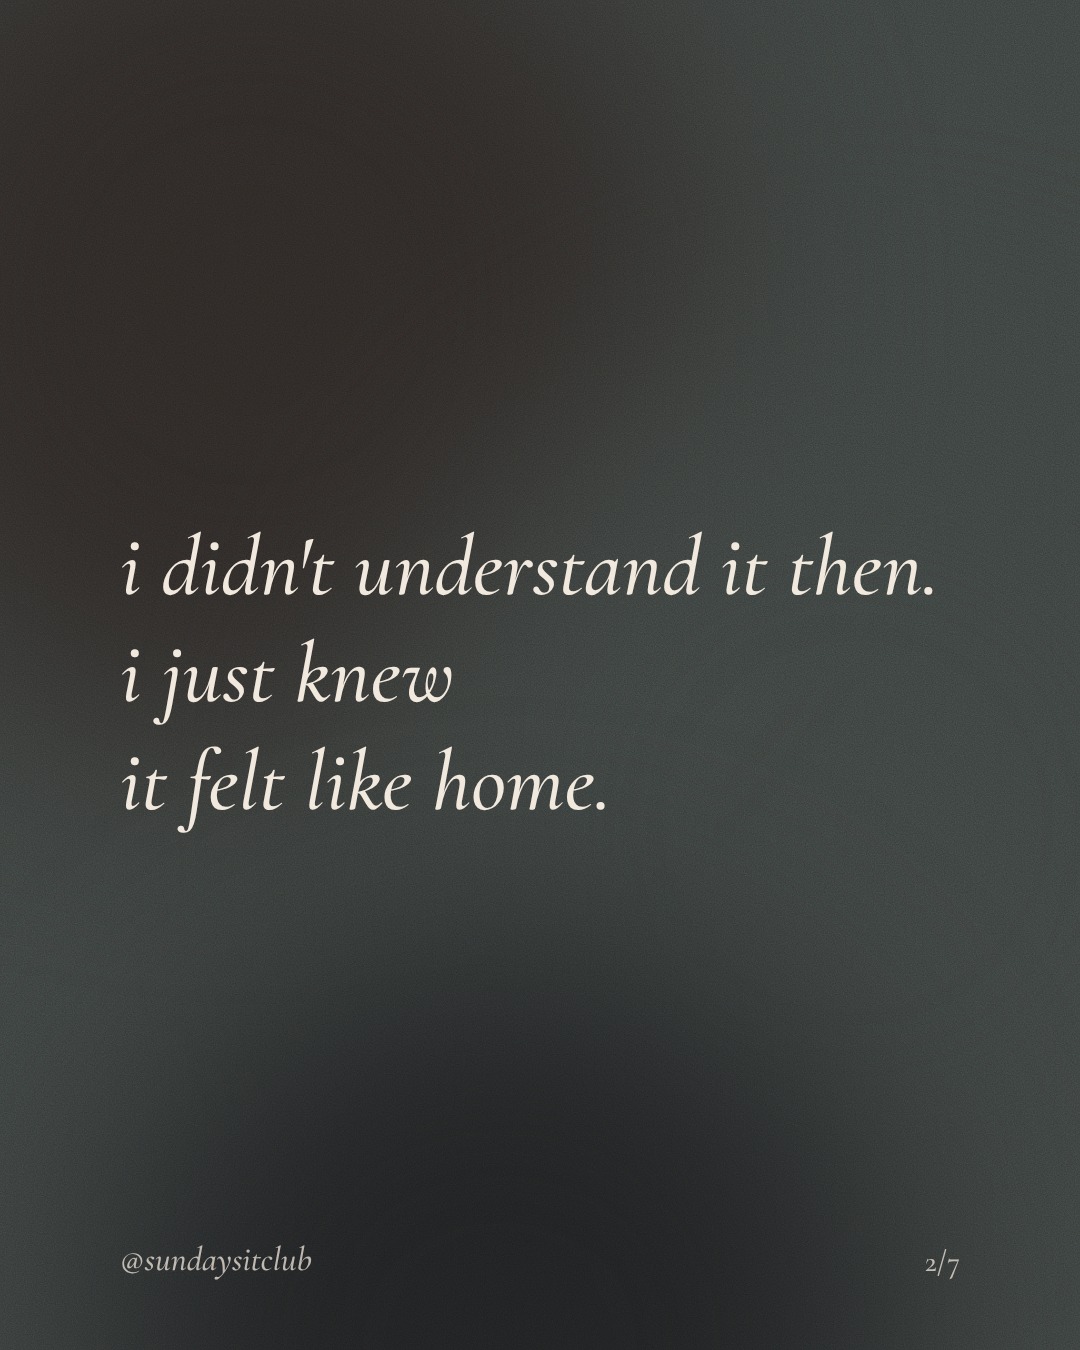 i didn't understand it then.
i just knew
it felt like home.
@sundaysitclub
2/7